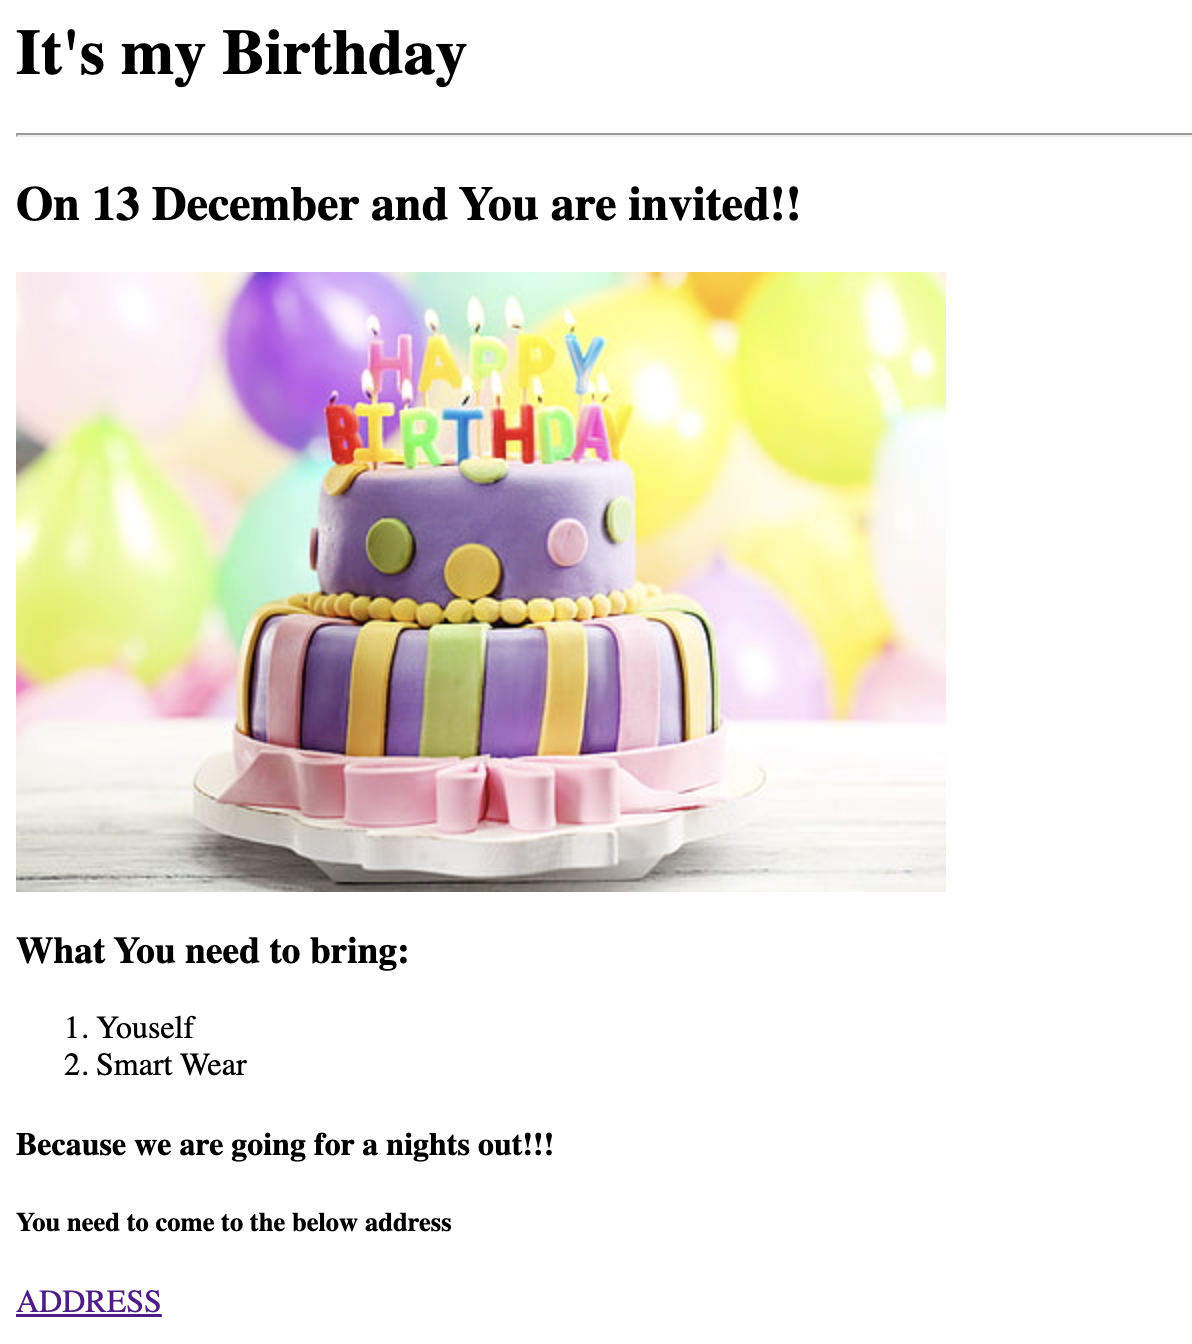 It's my Birthday
On 13 December and You are invited!!
HAPPY
BIRTHDAY
What You need to bring:
1. Youself
2. Smart Wear
Because we are going for a nights out!!!
You need to come to the below address
ADDRESS